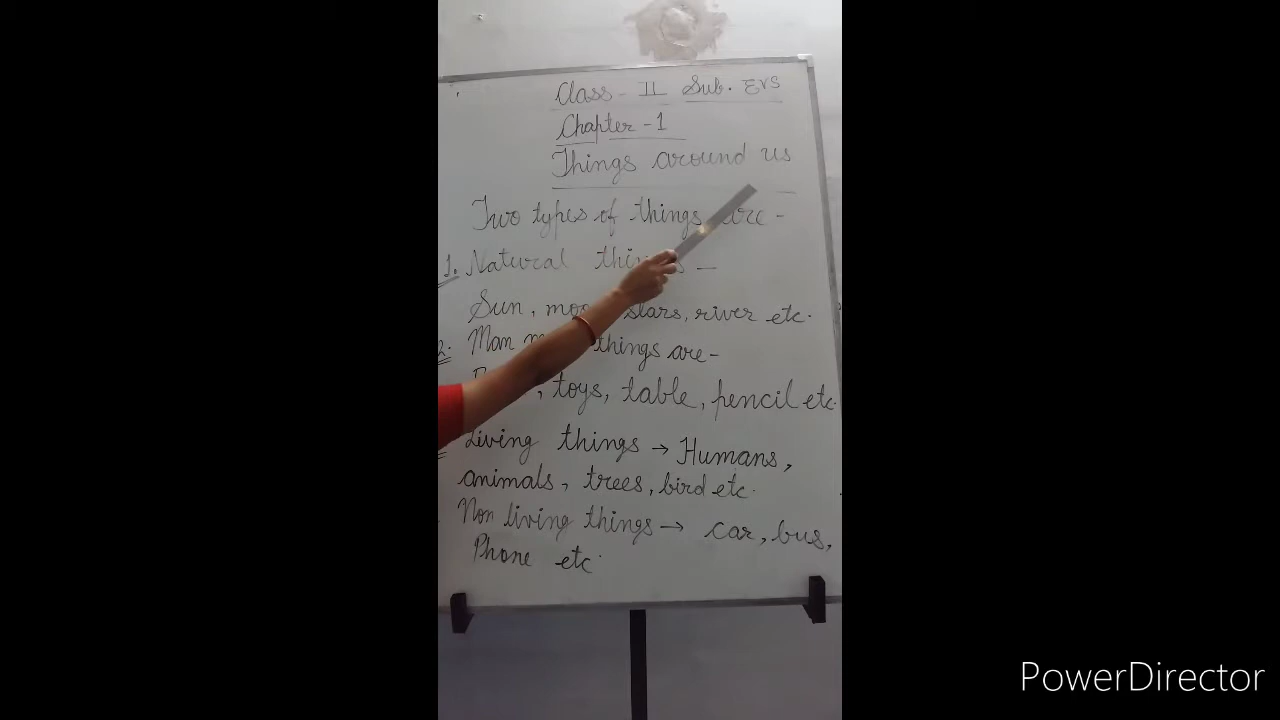 Class - II Sub. EVS
Chapter - 1
Things around us
Two types of things are -
1. Natural things -
Sun, moon, stars, river etc.
2. Man things are -
toys, table, pencil etc.
Living things → Humans,
animals, trees, bird etc.
Non living things → car, bus,
Phone etc.
PowerDirector